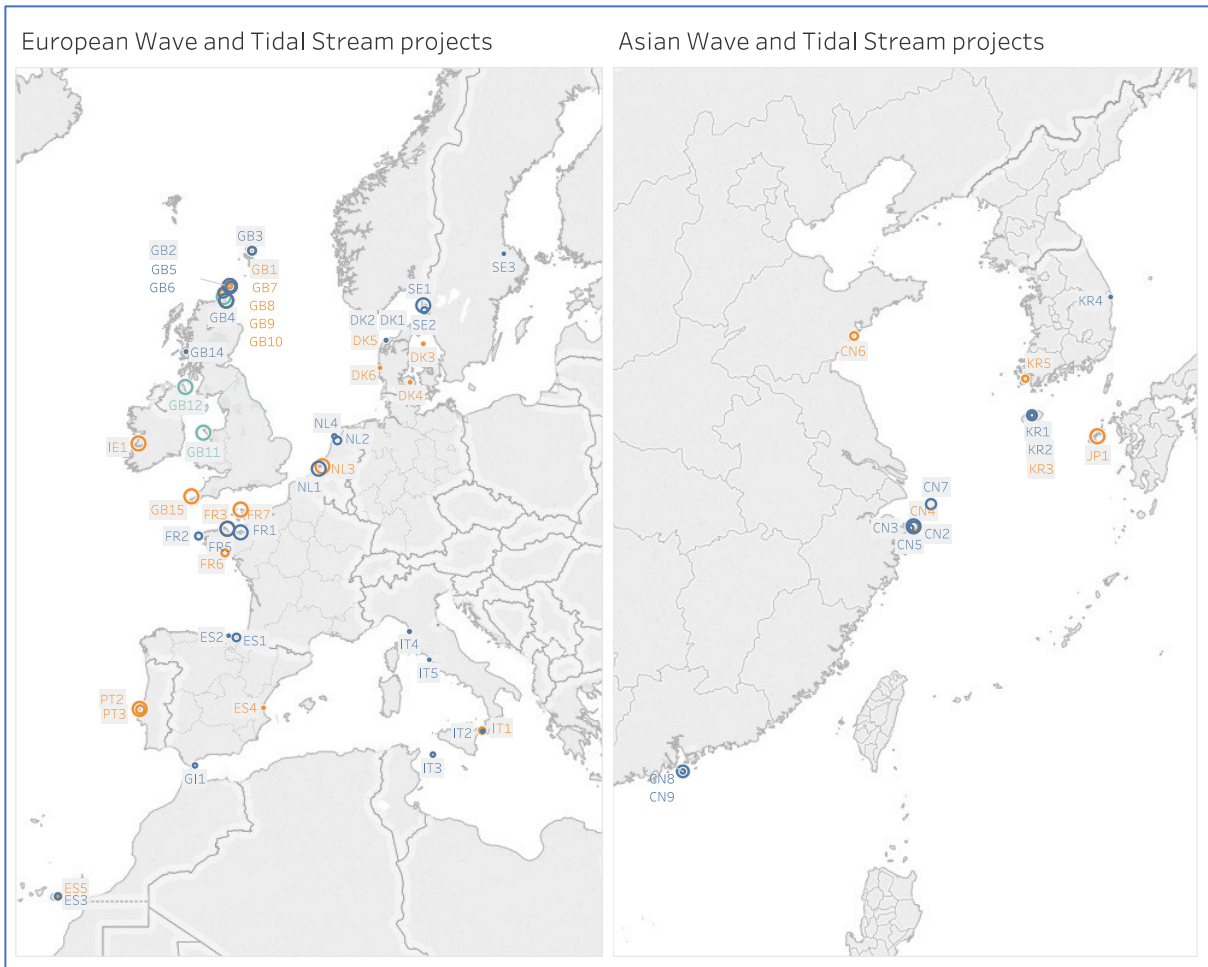 European Wave and Tidal Stream projects
GB3
GB2
GB5
GB1
GB6
GB7
GB8
GB4
GB9
GB10
GB14
GB12
GB11
IE1
GB15
SE3
SE1
SE2
DK2 DK1
DK5
DK3
DK6
DK4
NL4
NL2
NL3
NL1
FR3
FR7
FR1
FR2
FR5
FR6
ES2
ES1
IT4
IT5
PT2
PT3
ES4
IT2
IT1
IT3
GI1
ES5
ES3
Asian Wave and Tidal Stream projects
KR4
CN6
KR5
KR1
KR2
KR3
JP1
CN7
CN4
CN3
CN2
CN5
CN8
CN9